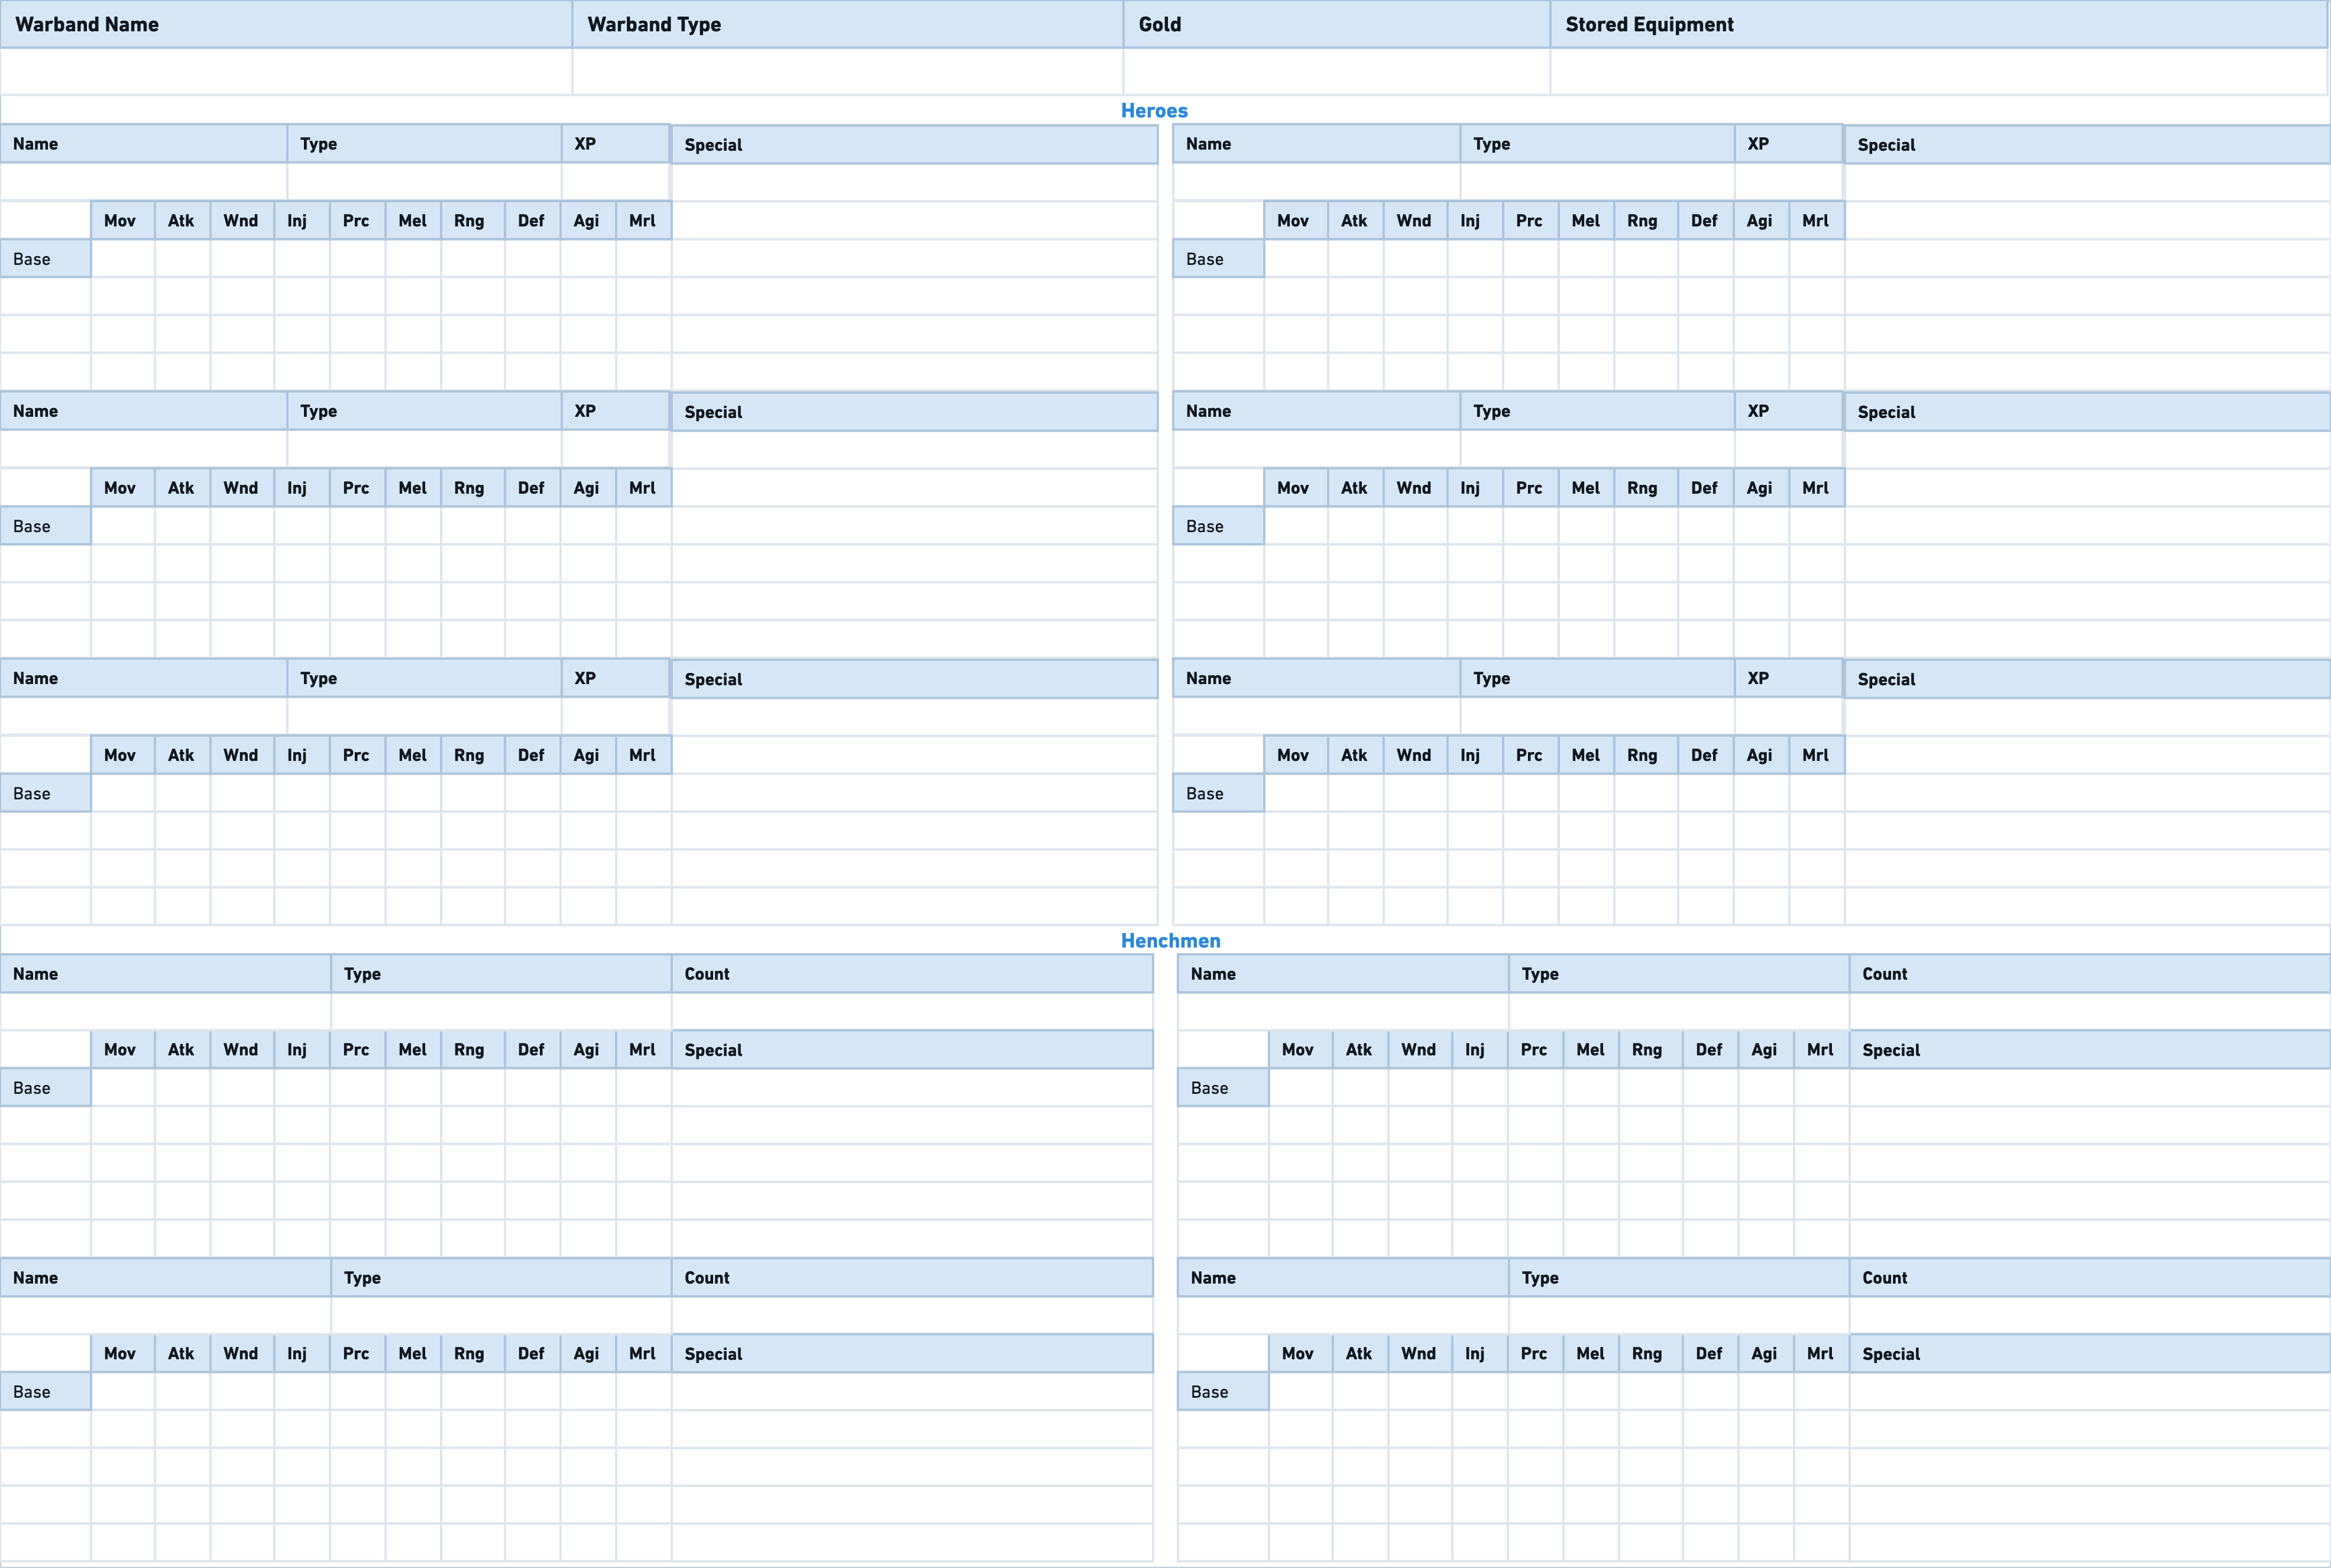 Warband Name Warband Type Gold Stored Equipment
Heroes
Name Type XP Special Name Type XP Special
Mov Atk Wnd Inj Prc Mel Rng Def Agi Mrl Mov Atk Wnd Inj Prc Mel Rng Def Agi Mrl
Base Base
Name Type XP Special Name Type XP Special
Mov Atk Wnd Inj Prc Mel Rng Def Agi Mrl Mov Atk Wnd Inj Prc Mel Rng Def Agi Mrl
Base Base
Name Type XP Special Name Type XP Special
Mov Atk Wnd Inj Prc Mel Rng Def Agi Mrl Mov Atk Wnd Inj Prc Mel Rng Def Agi Mrl
Base Base
Henchmen
Name Type Count Name Type Count
Mov Atk Wnd Inj Prc Mel Rng Def Agi Mrl Special Mov Atk Wnd Inj Prc Mel Rng Def Agi Mrl Special
Base Base
Name Type Count Name Type Count
Mov Atk Wnd Inj Prc Mel Rng Def Agi Mrl Special Mov Atk Wnd Inj Prc Mel Rng Def Agi Mrl Special
Base Base